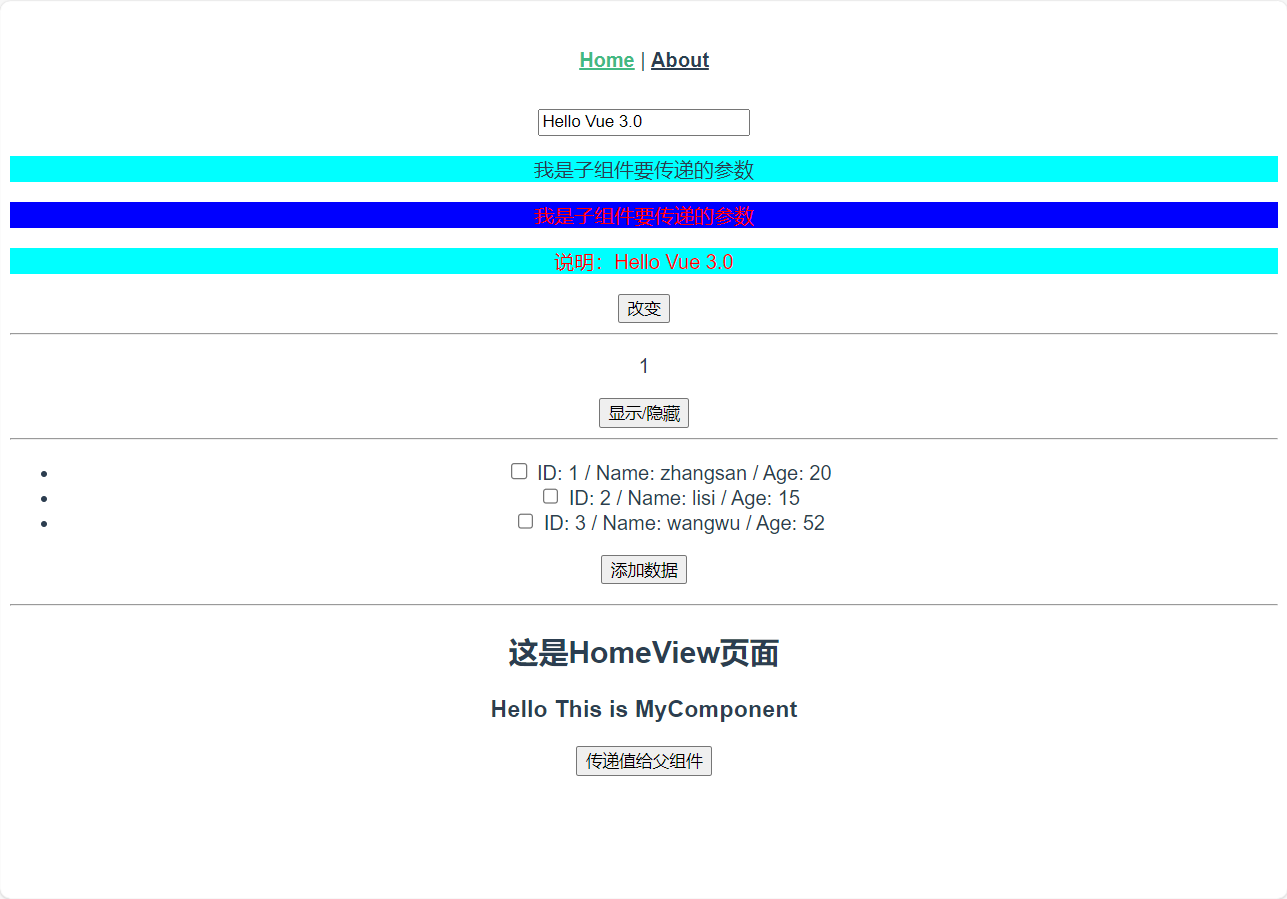 Home | About
Hello Vue 3.0
我是子组件要传递的参数
我是子组件要传递的参数
说明：Hello Vue 3.0
改变
1
显示/隐藏
ID: 1 / Name: zhangsan / Age: 20
ID: 2 / Name: lisi / Age: 15
ID: 3 / Name: wangwu / Age: 52
添加数据
这是HomeView页面
Hello This is MyComponent
传递值给父组件